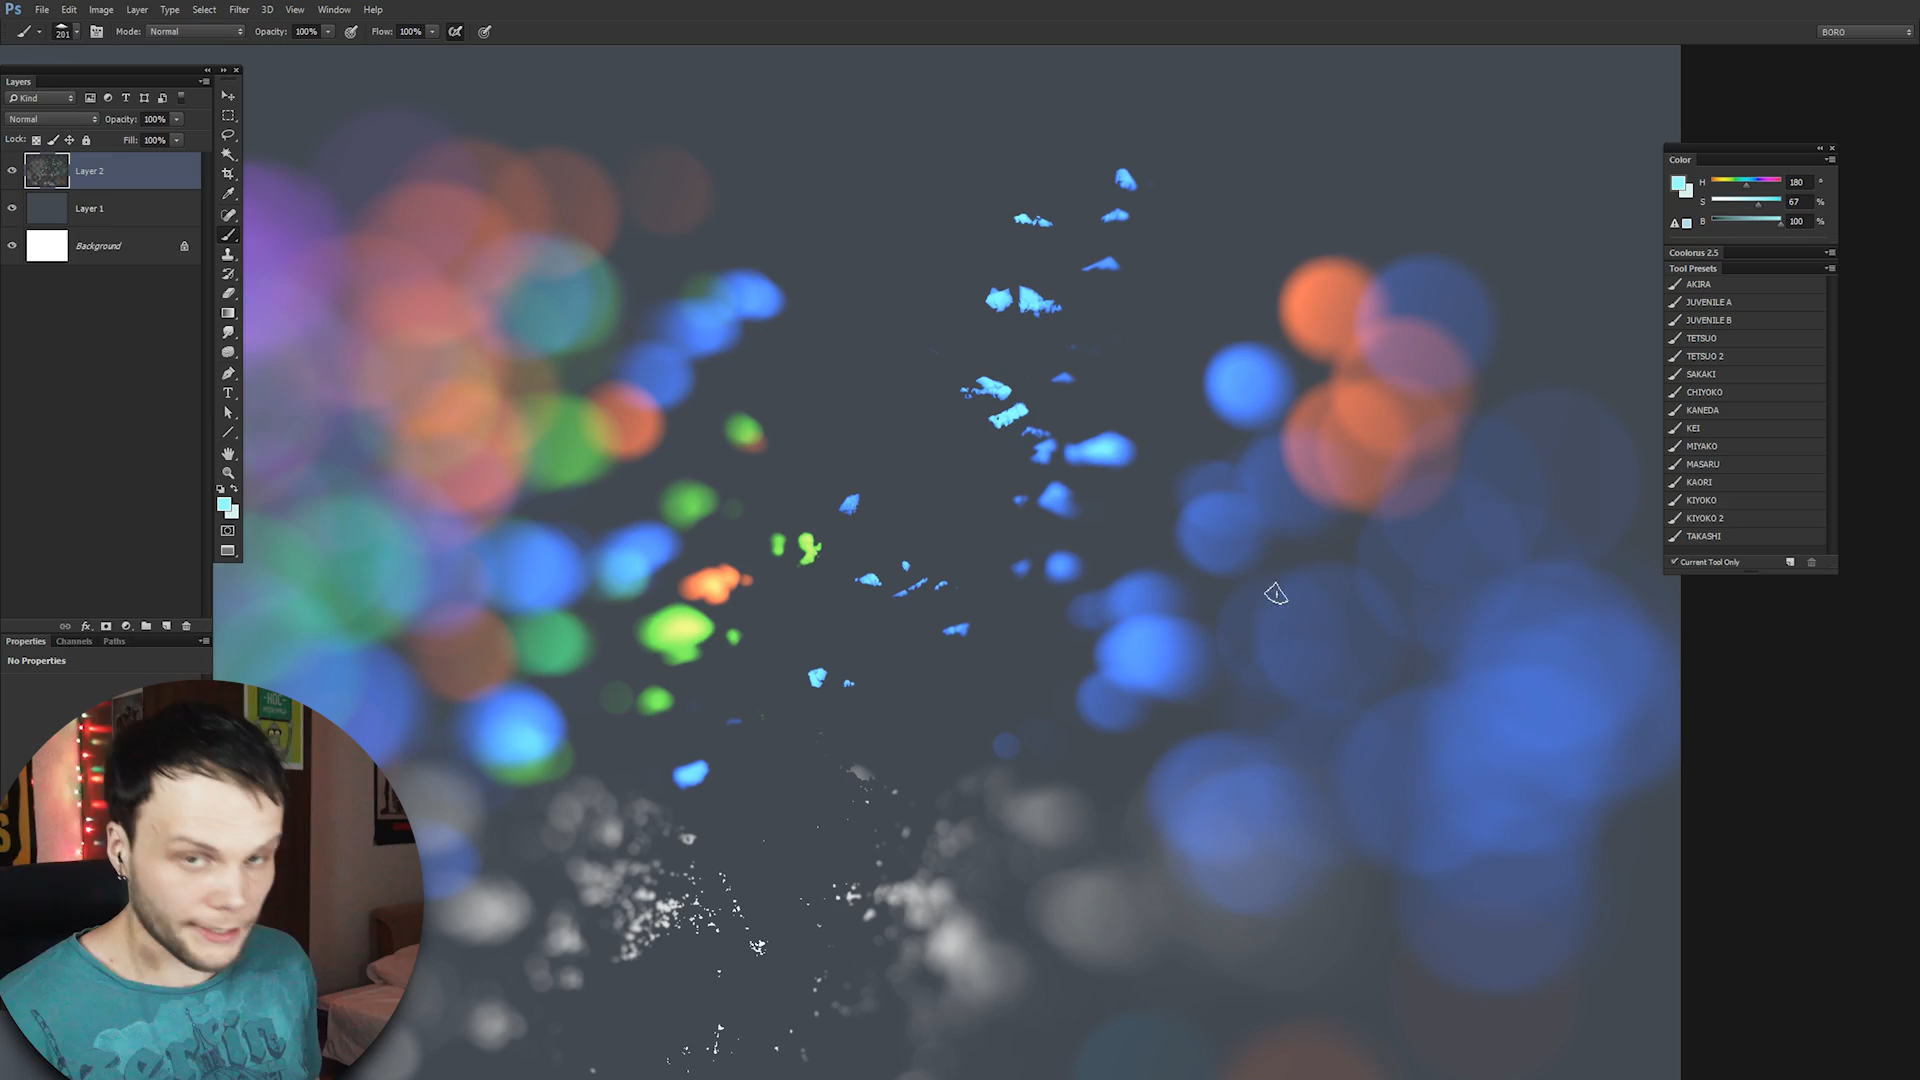 Ps File Edit Image Layer Type Select Filter 3D View Window Help
201 Mode: Normal Opacity: 100% Flow: 100% BORO
Layers
Kind
Normal Opacity: 100%
Lock: Fill: 100%
Layer 2
Layer 1
Background
Properties Channels Paths
No Properties
Color
H 180 °
S 67 %
B 100 %
Coolorus 2.5
Tool Presets
AKIRA
JUVENILE A
JUVENILE B
TETSUO
TETSUO 2
SAKAKI
CHIYOKO
KANEDA
KEI
MIYAKO
MASARU
KAORI
KIYOKO
KIYOKO 2
TAKASHI
Current Tool Only